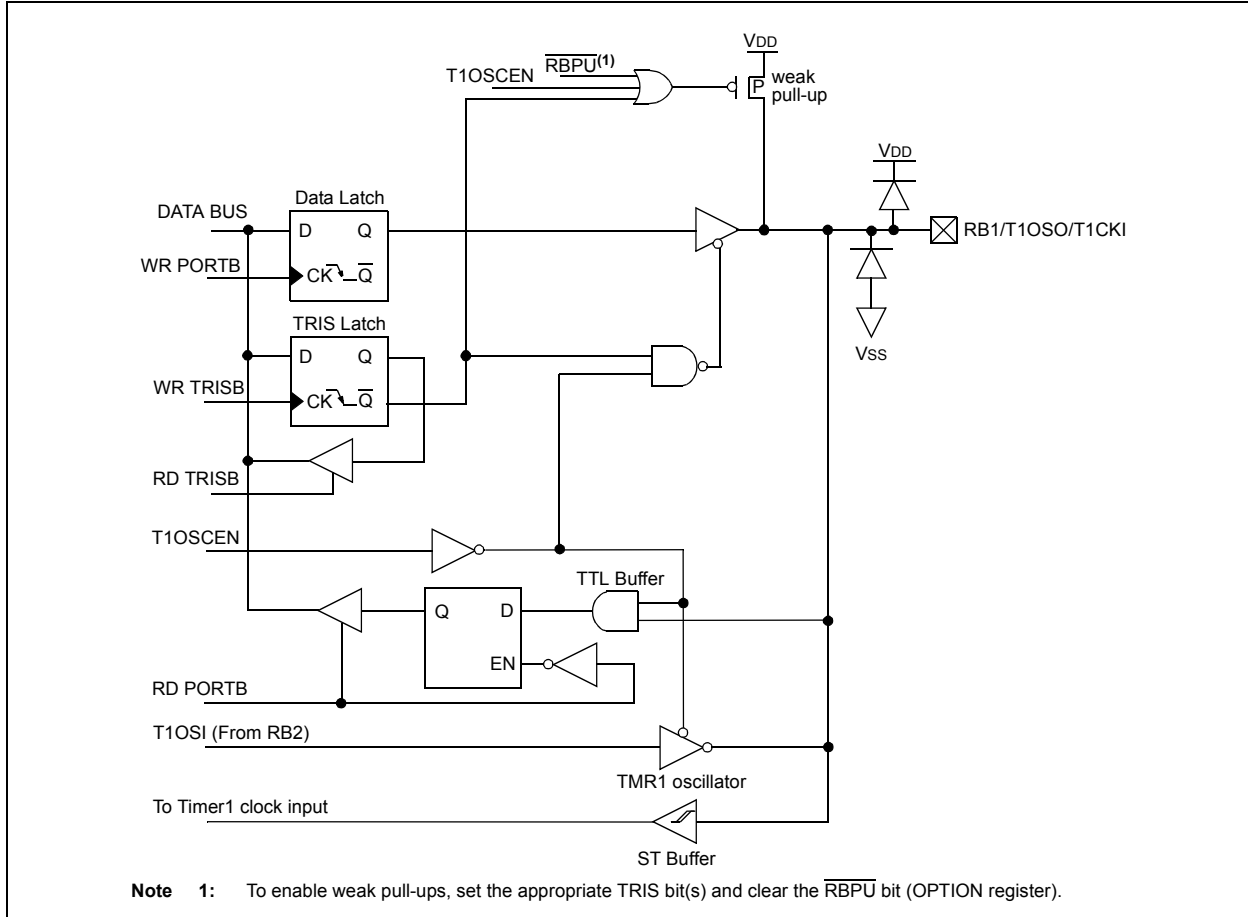 VDD
RBPU(1)
T1OSCEN
P
weak
pull-up
VDD
Data Latch
DATA BUS
D Q
RB1/T1OSO/T1CKI
WR PORTB
CK Q
TRIS Latch
D Q
VSS
WR TRISB
CK Q
RD TRISB
T1OSCEN
TTL Buffer
Q D
EN
RD PORTB
T1OSI (From RB2)
TMR1 oscillator
To Timer1 clock input
ST Buffer
Note 1: To enable weak pull-ups, set the appropriate TRIS bit(s) and clear the RBPU bit (OPTION register).